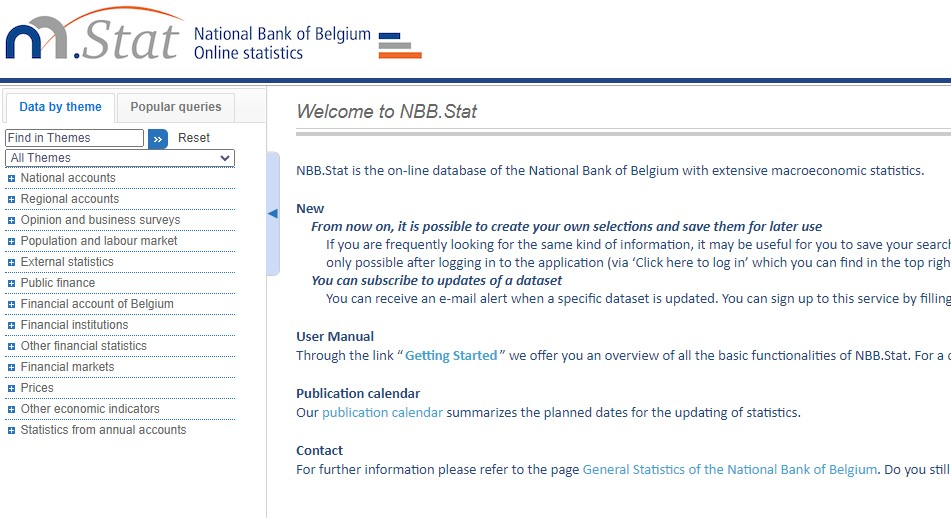 n.Stat
National Bank of Belgium
Online statistics
Data by theme
Popular queries
Find in Themes
»
Reset
All Themes
National accounts
Regional accounts
Opinion and business surveys
Population and labour market
External statistics
Public finance
Financial account of Belgium
Financial institutions
Other financial statistics
Financial markets
Prices
Other economic indicators
Statistics from annual accounts
Welcome to NBB.Stat
NBB.Stat is the on-line database of the National Bank of Belgium with extensive macroeconomic statistics.
New
From now on, it is possible to create your own selections and save them for later use
If you are frequently looking for the same kind of information, it may be useful for you to save your search
only possible after logging in to the application (via ‘Click here to log in’ which you can find in the top righ
You can subscribe to updates of a dataset
You can receive an e-mail alert when a specific dataset is updated. You can sign up to this service by filling
User Manual
Through the link “Getting Started” we offer you an overview of all the basic functionalities of NBB.Stat. For a
Publication calendar
Our publication calendar summarizes the planned dates for the updating of statistics.
Contact
For further information please refer to the page General Statistics of the National Bank of Belgium. Do you still